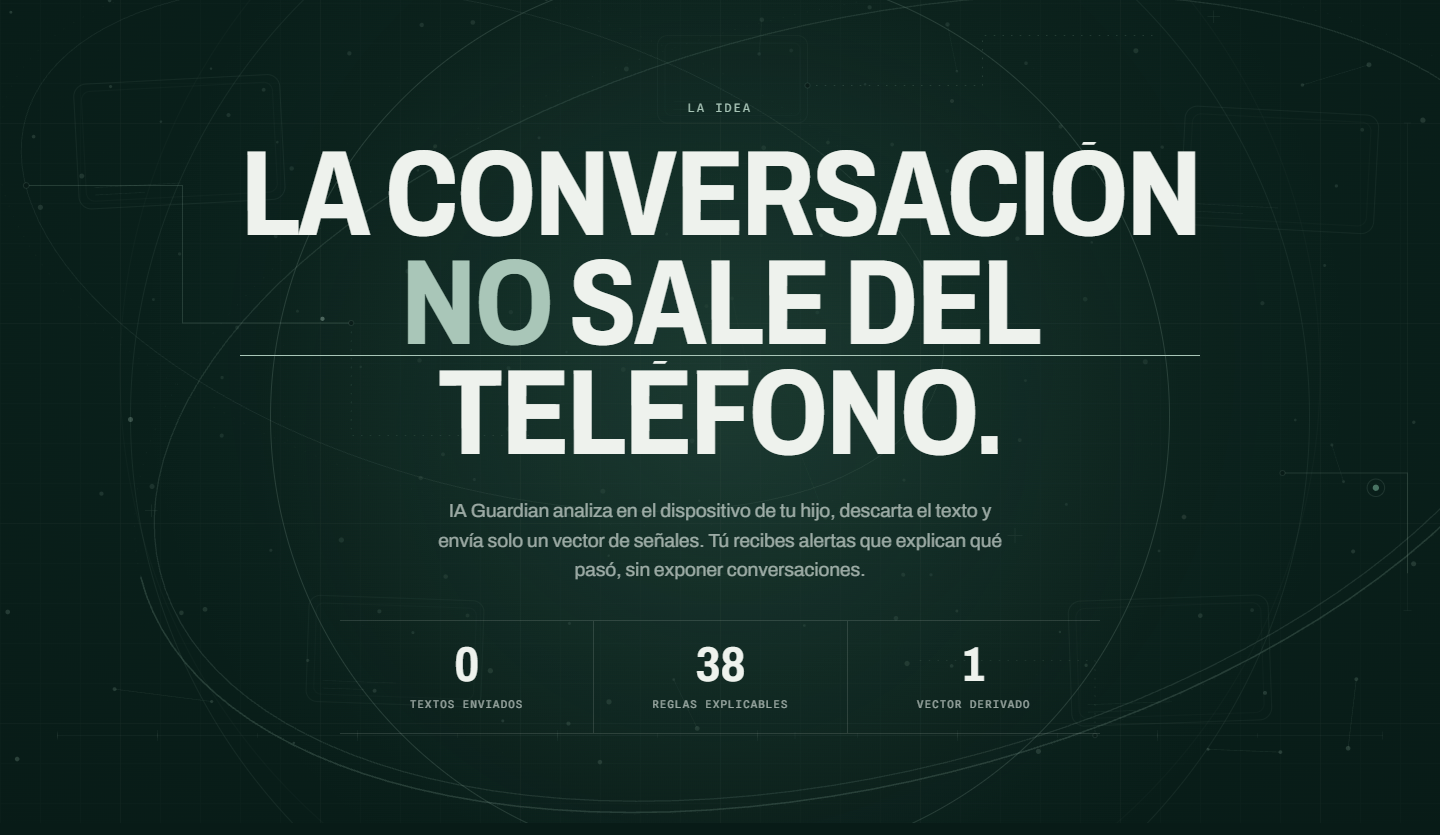 LA IDEA
LA CONVERSACIÓN
NO SALE DEL
TELÉFONO.
IA Guardian analiza en el dispositivo de tu hijo, descarta el texto y
envía solo un vector de señales. Tú recibes alertas que explican qué
pasó, sin exponer conversaciones.
0
TEXTOS ENVIADOS
38
REGLAS EXPLICABLES
1
VECTOR DERIVADO